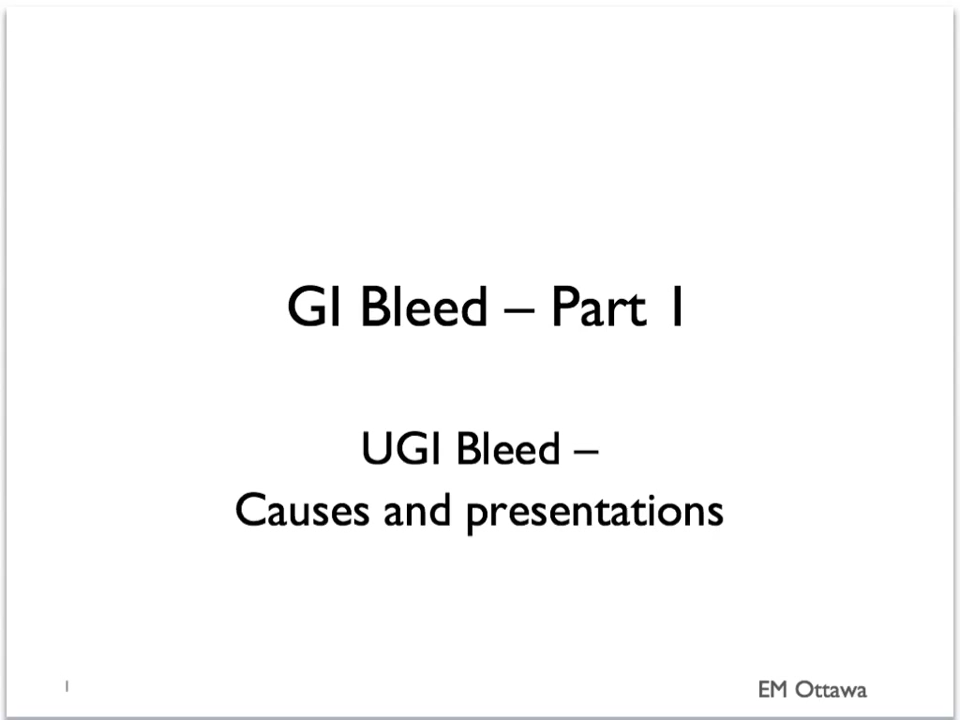 GI Bleed – Part 1
UGI Bleed –
Causes and presentations
1
EM Ottawa